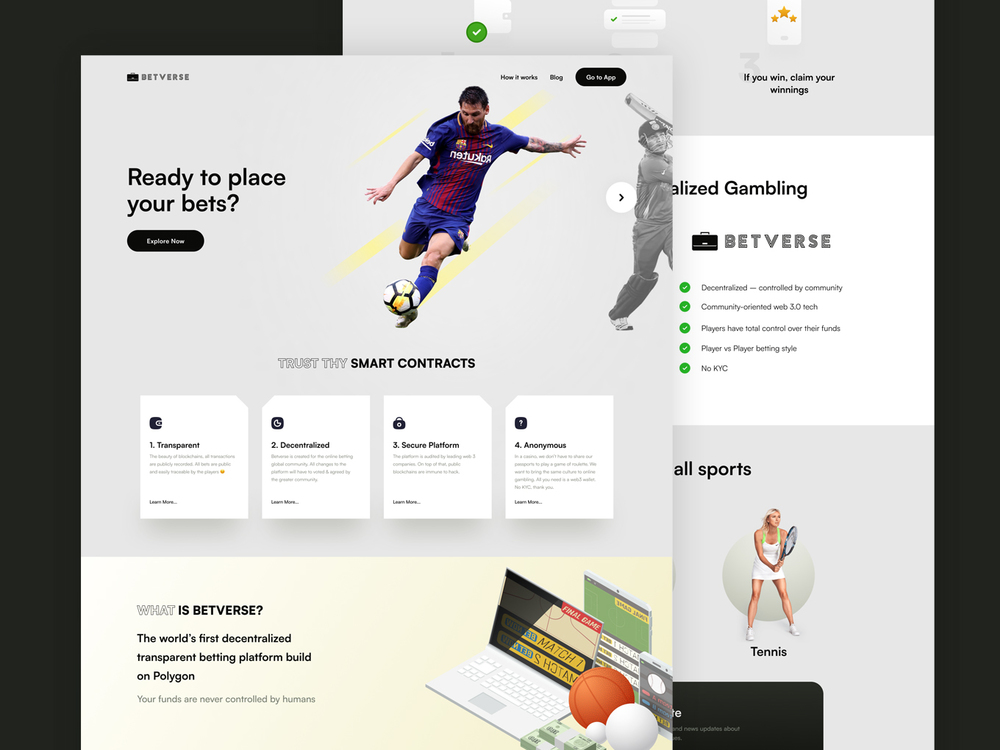 BETVERSE
How it works
Blog
Go to App
Ready to place
your bets?
Explore Now
Rakuten
TRUST THY SMART CONTRACTS
1. Transparent
The beauty of blockchains, all transactions
are publicly recorded. All bets are public
and easily traceable by the players 😉
Learn More...
2. Decentralized
Betverse is created for the online betting
global community. All changes to the
platform will have to voted & agreed by
the greater community.
Learn More...
3. Secure Platform
The platform is audited by leading web 3
companies. On top of that, public
blockchains are immune to hack.
Learn More...
4. Anonymous
In a casino, we don't have to share our
passports to play a game of roulette. We
want to bring the same culture to online
gambling. All you need is a web3 wallet.
No KYC, thank you.
Learn More...
WHAT IS BETVERSE?
The world's first decentralized
transparent betting platform build
on Polygon
Your funds are never controlled by humans
FINAL GAME
MATCH 1
MATCH
3
If you win, claim your
winnings
alized Gambling
BETVERSE
Decentralized — controlled by community
Community-oriented web 3.0 tech
Players have total control over their funds
Player vs Player betting style
No KYC
all sports
Tennis
te
and news updates about